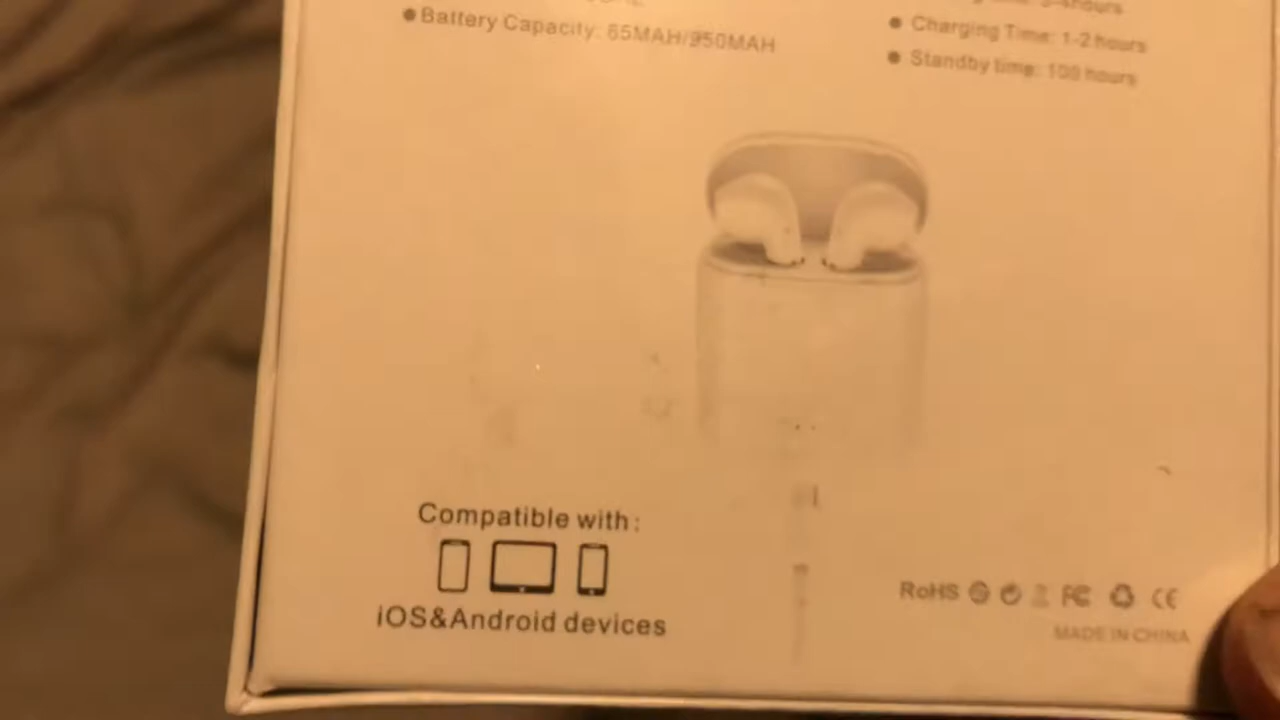 Battery Capacity: 65MAH/950MAH
Charging Time: 1-2 hours
Standby time: 100 hours
Compatible with:
iOS&Android devices
RoHS FC CE
MADE IN CHINA